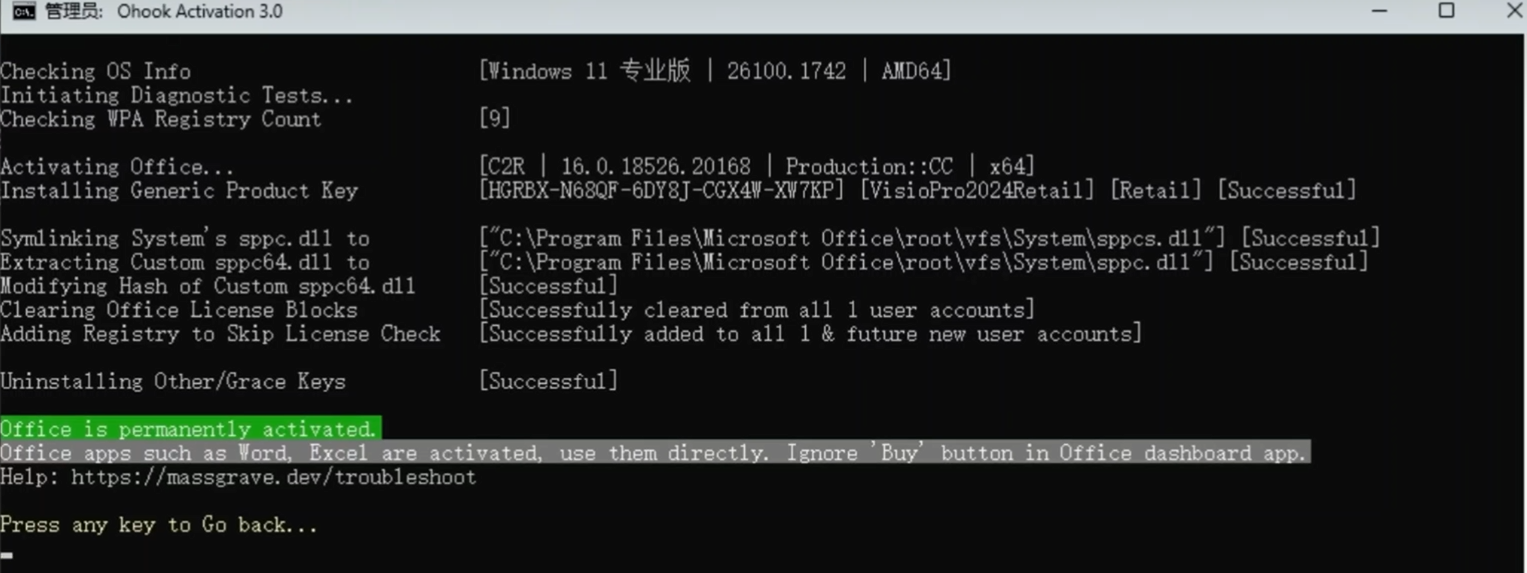 管理员: Ohook Activation 3.0
Checking OS Info [Windows 11 专业版 | 26100.1742 | AMD64]
Initiating Diagnostic Tests...
Checking WPA Registry Count [9]
Activating Office... [C2R | 16.0.18526.20168 | Production::CC | x64]
Installing Generic Product Key [HGRBX-N68QF-6DY8J-CGX4W-XW7KP] [VisioPro2024Retail] [Retail] [Successful]
Symlinking System's sppc.dll to ["C:\Program Files\Microsoft Office\root\vfs\System\sppcs.dll"] [Successful]
Extracting Custom sppc64.dll to ["C:\Program Files\Microsoft Office\root\vfs\System\sppc.dll"] [Successful]
Modifying Hash of Custom sppc64.dll [Successful]
Clearing Office License Blocks [Successfully cleared from all 1 user accounts]
Adding Registry to Skip License Check [Successfully added to all 1 & future new user accounts]
Uninstalling Other/Grace Keys [Successful]
Office is permanently activated.
Office apps such as Word, Excel are activated, use them directly. Ignore 'Buy' button in Office dashboard app.
Help: https://massgrave.dev/troubleshoot
Press any key to Go back...